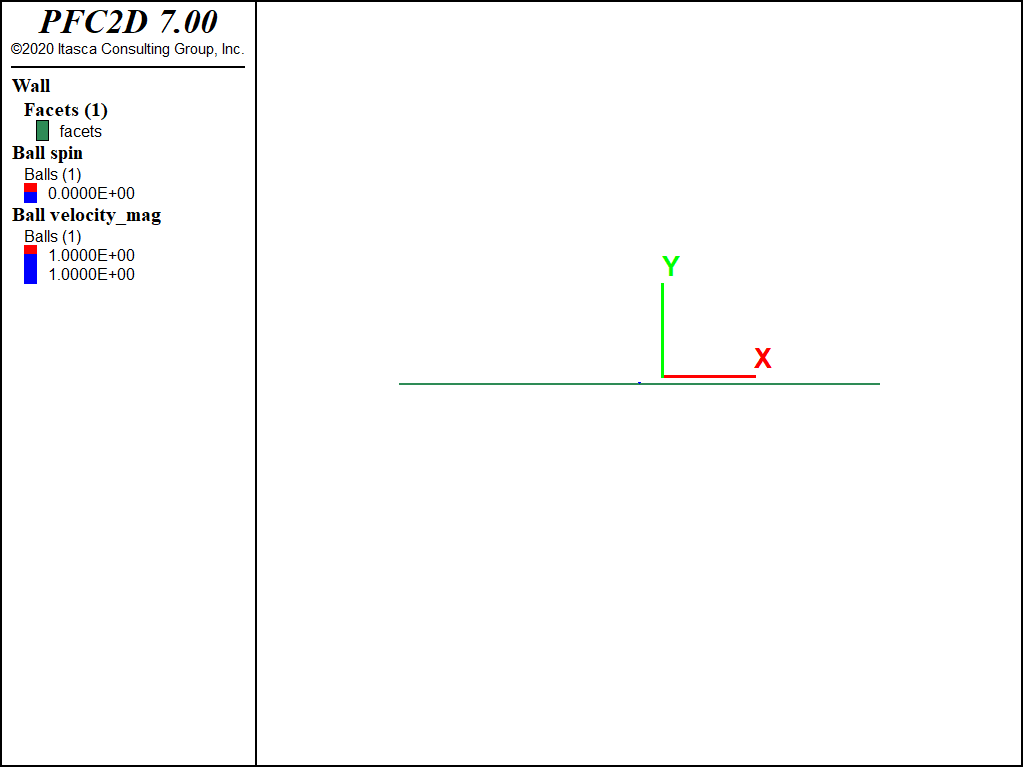 PFC2D 7.00
©2020 Itasca Consulting Group, Inc.
Wall
Facets (1)
facets
Ball spin
Balls (1)
0.0000E+00
Ball velocity_mag
Balls (1)
1.0000E+00
1.0000E+00
Y
X